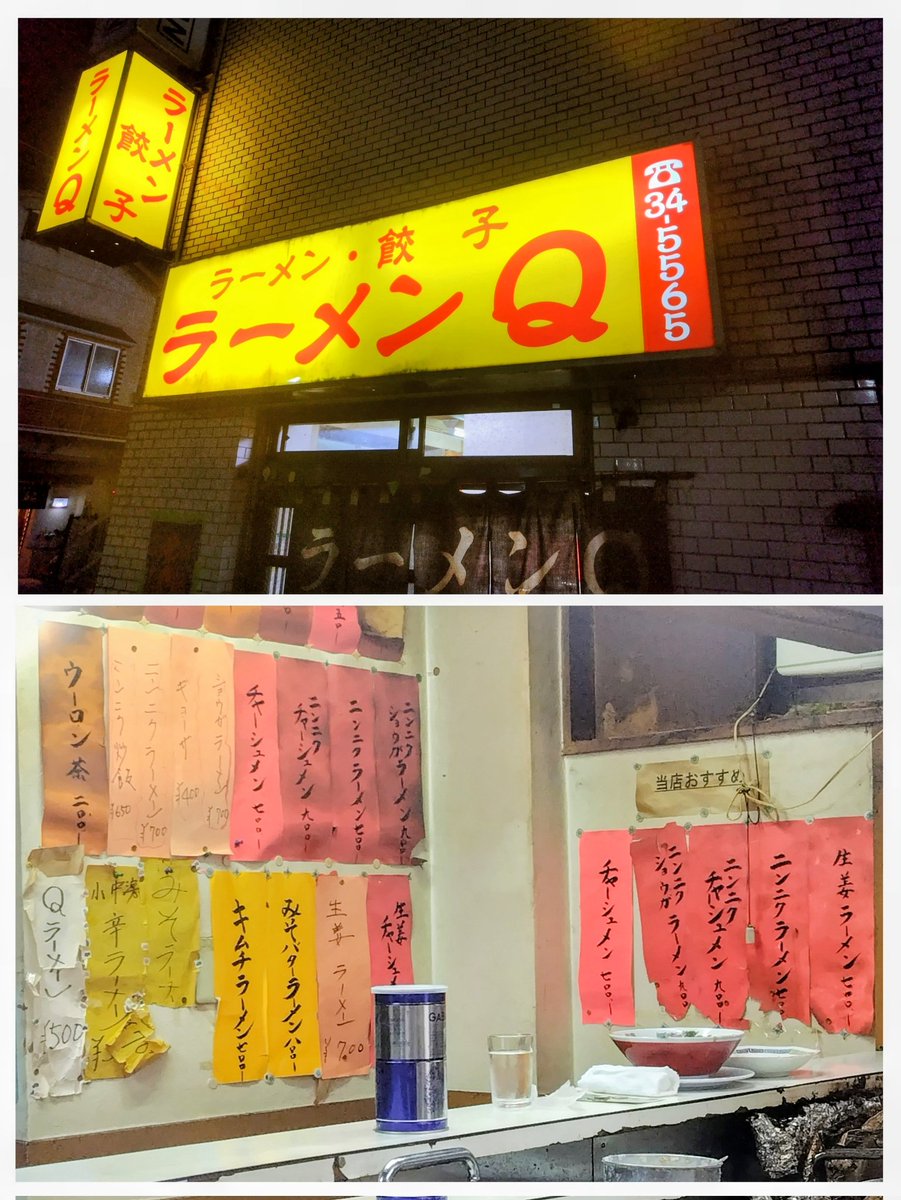 ラーメンQ
ラーメン
餃子
ラーメン・餃子
ラーメンQ
☎34-5565
ラーメンQ
ウーロン茶 二〇〇
ニンニク炒飯 ¥650
ニンニクラーメン ¥700
ギョーザ ¥400
ショウガラーメン ¥700
チャーシュメン 七〇〇
ニンニクチャーシュメン 九〇〇
ニンニクラーメン 七〇〇
ニンニクショウガラーメン 九〇〇
Qラーメン ¥500
辛ラーメン
みそラーメ
キムチラーメン 七〇〇
みそバターラーメン 八〇〇
生姜ラーメン ¥700
生姜チャーシュメ
当店おすすめ
チャーシュメン 七〇〇
ニンニクショウガラーメン 九〇〇
ニンニクチャーシュメン 九〇〇
ニンニクラーメン 七〇〇
生姜ラーメン 七〇〇